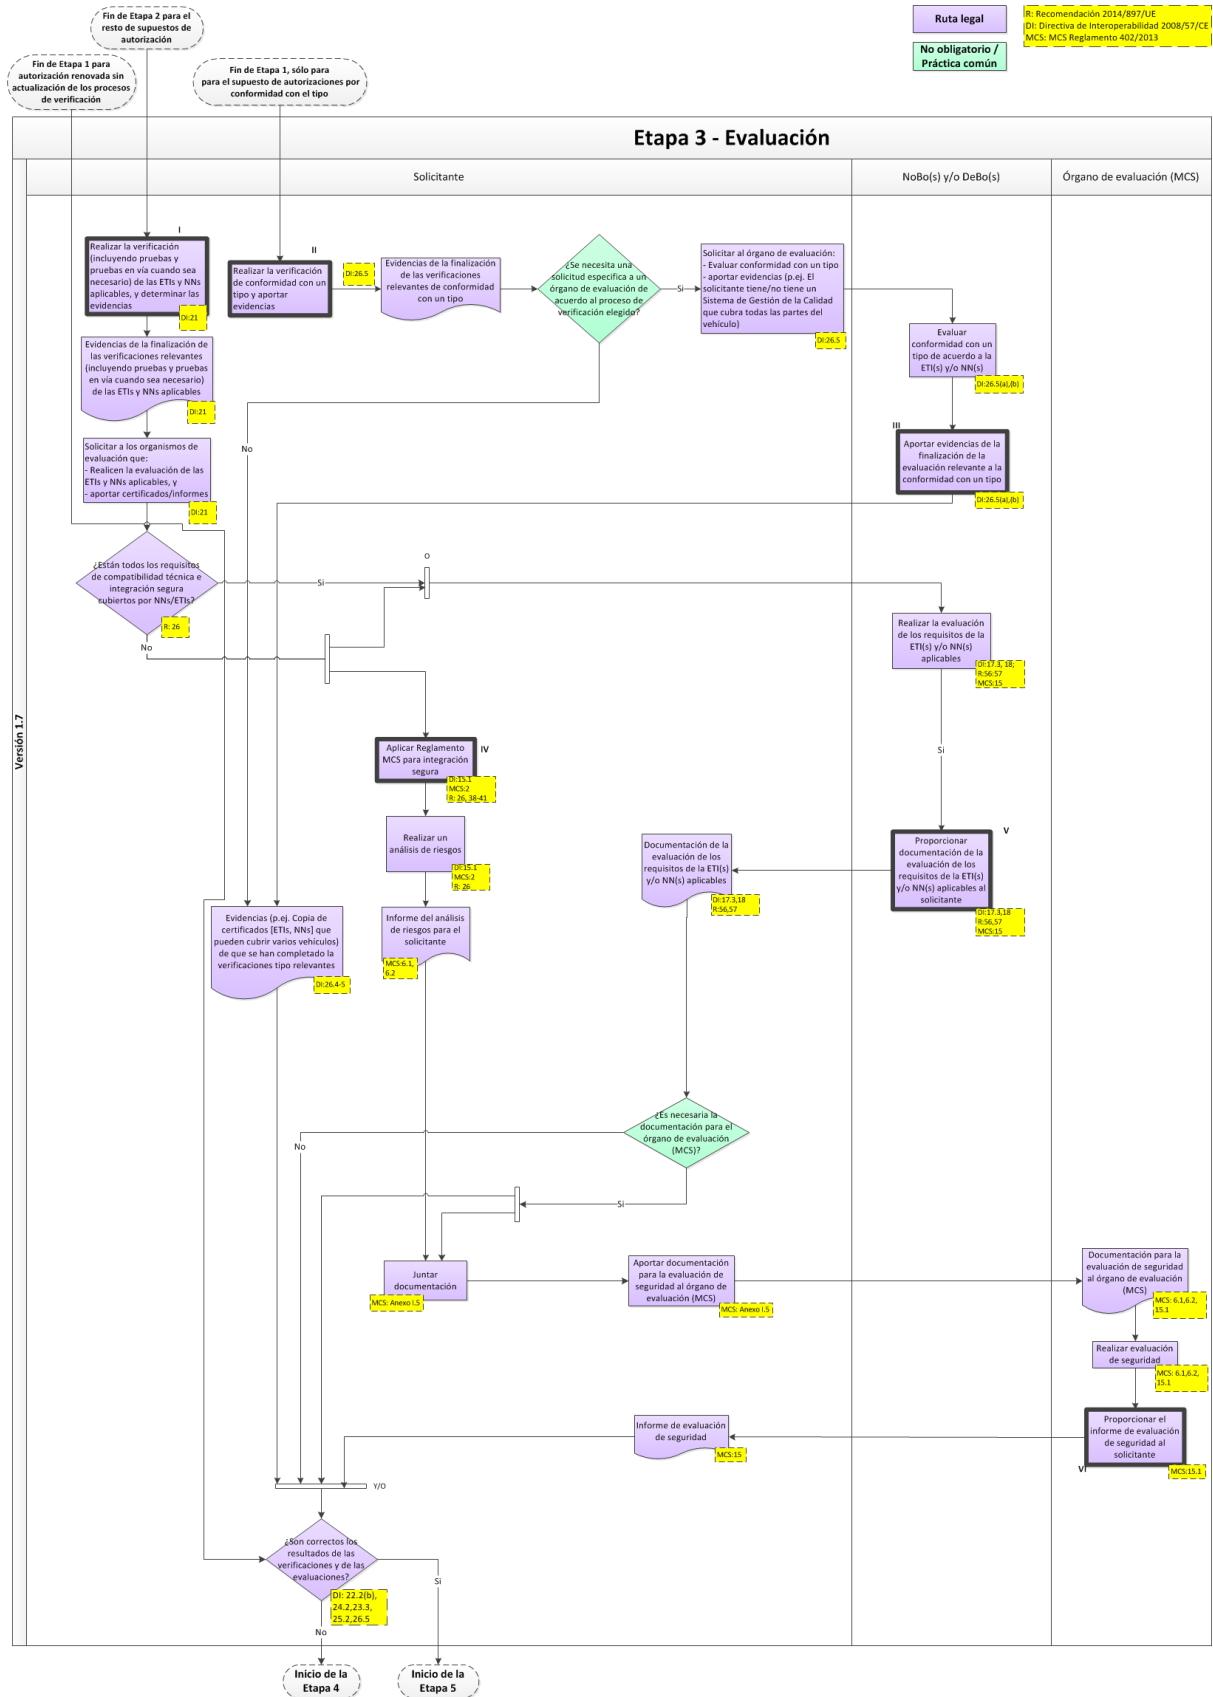 Fin de Etapa 2 para el
resto de supuestos de
autorización
Fin de Etapa 1 para
autorización renovada sin
actualización de los procesos
de verificación
Fin de Etapa 1, sólo para
para el supuesto de autorizaciones por
conformidad con el tipo
Ruta legal
No obligatorio /
Práctica común
R: Recomendación 2014/897/UE
DI: Directiva de Interoperabilidad 2008/57/CE
MCS: MCS Reglamento 402/2013
Etapa 3 - Evaluación
Versión 1.7
Solicitante
NoBo(s) y/o DeBo(s)
Órgano de evaluación (MCS)
I
Realizar la verificación
(incluyendo pruebas y
pruebas en vía cuando sea
necesario) de las ETIs y NNs
aplicables, y determinar las
evidencias
DI:21
II
Realizar la verificación
de conformidad con un
tipo y aportar
evidencias
DI:26.5
Evidencias de la finalización
de las verificaciones
relevantes de conformidad
con un tipo
¿Se necesita una
solicitud especifica a un
órgano de evaluación de
acuerdo al proceso de
verificación elegido?
Si
Solicitar al órgano de evaluación:
- Evaluar conformidad con un tipo
- aportar evidencias (p.ej. El
solicitante tiene/no tiene un
Sistema de Gestión de la Calidad
que cubra todas las partes del
vehículo)
DI:26.5
Evaluar
conformidad con un
tipo de acuerdo a la
ETI(s) y/o NN(s)
DI:26.5(a),(b)
Evidencias de la finalización de
las verificaciones relevantes
(incluyendo pruebas y pruebas
en vía cuando sea necesario)
de las ETIs y NNs aplicables
DI:21
No
III
Aportar evidencias de la
finalización de la
evaluación relevante a la
conformidad con un tipo
DI:26.5(a),(b)
Solicitar a los organismos de
evaluación que:
- Realicen la evaluación de las
ETIs y NNs aplicables, y
- aportar certificados/informes
DI:21
¿Están todos los requisitos
de compatibilidad técnica e
integración segura
cubiertos por NNs/ETIs?
R: 26
Si
O
No
Realizar la evaluación
de los requisitos de la
ETI(s) y/o NN(s)
aplicables
DI:17.3, 18;
R:56:57
MCS:15
Si
Aplicar Reglamento
MCS para integración
segura
IV
DI:15.1
MCS:2
R: 26, 38-41
Realizar un
análisis de riesgos
DI:15.1
MCS:2
R: 26
Documentación de la
evaluación de los
requisitos de la ETI(s)
y/o NN(s) aplicables
DI:17.3,18
R:56,57
V
Proporcionar
documentación de la
evaluación de los
requisitos de la ETI(s)
y/o NN(s) aplicables al
solicitante
DI:17.3,18
R:56,57
MCS:15
Evidencias (p.ej. Copia de
certificados [ETIs, NNs] que
pueden cubrir varios vehículos)
de que se han completado la
verificaciones tipo relevantes
DI:26.4-5
Informe del análisis
de riesgos para el
solicitante
MCS:6.1,
6.2
¿Es necesaria la
documentación para el
órgano de evaluación
(MCS)?
No
Si
Juntar
documentación
MCS: Anexo I.5
Aportar documentación
para la evaluación de
seguridad al órgano de
evaluación (MCS)
MCS: Anexo I.5
Documentación para la
evaluación de seguridad
al órgano de evaluación
(MCS)
MCS: 6.1,6.2,
15.1
Realizar evaluación
de seguridad
MCS: 6.1,6.2,
15.1
Informe de evaluación
de seguridad
MCS:15
Proporcionar el
informe de evaluación
de seguridad al
solicitante
VI
MCS:15.1
Y/O
¿Son correctos los
resultados de las
verificaciones y de las
evaluaciones?
DI: 22.2(b),
24.2,23.3,
25.2,26.5
Si
No
Inicio de la
Etapa 4
Inicio de la
Etapa 5